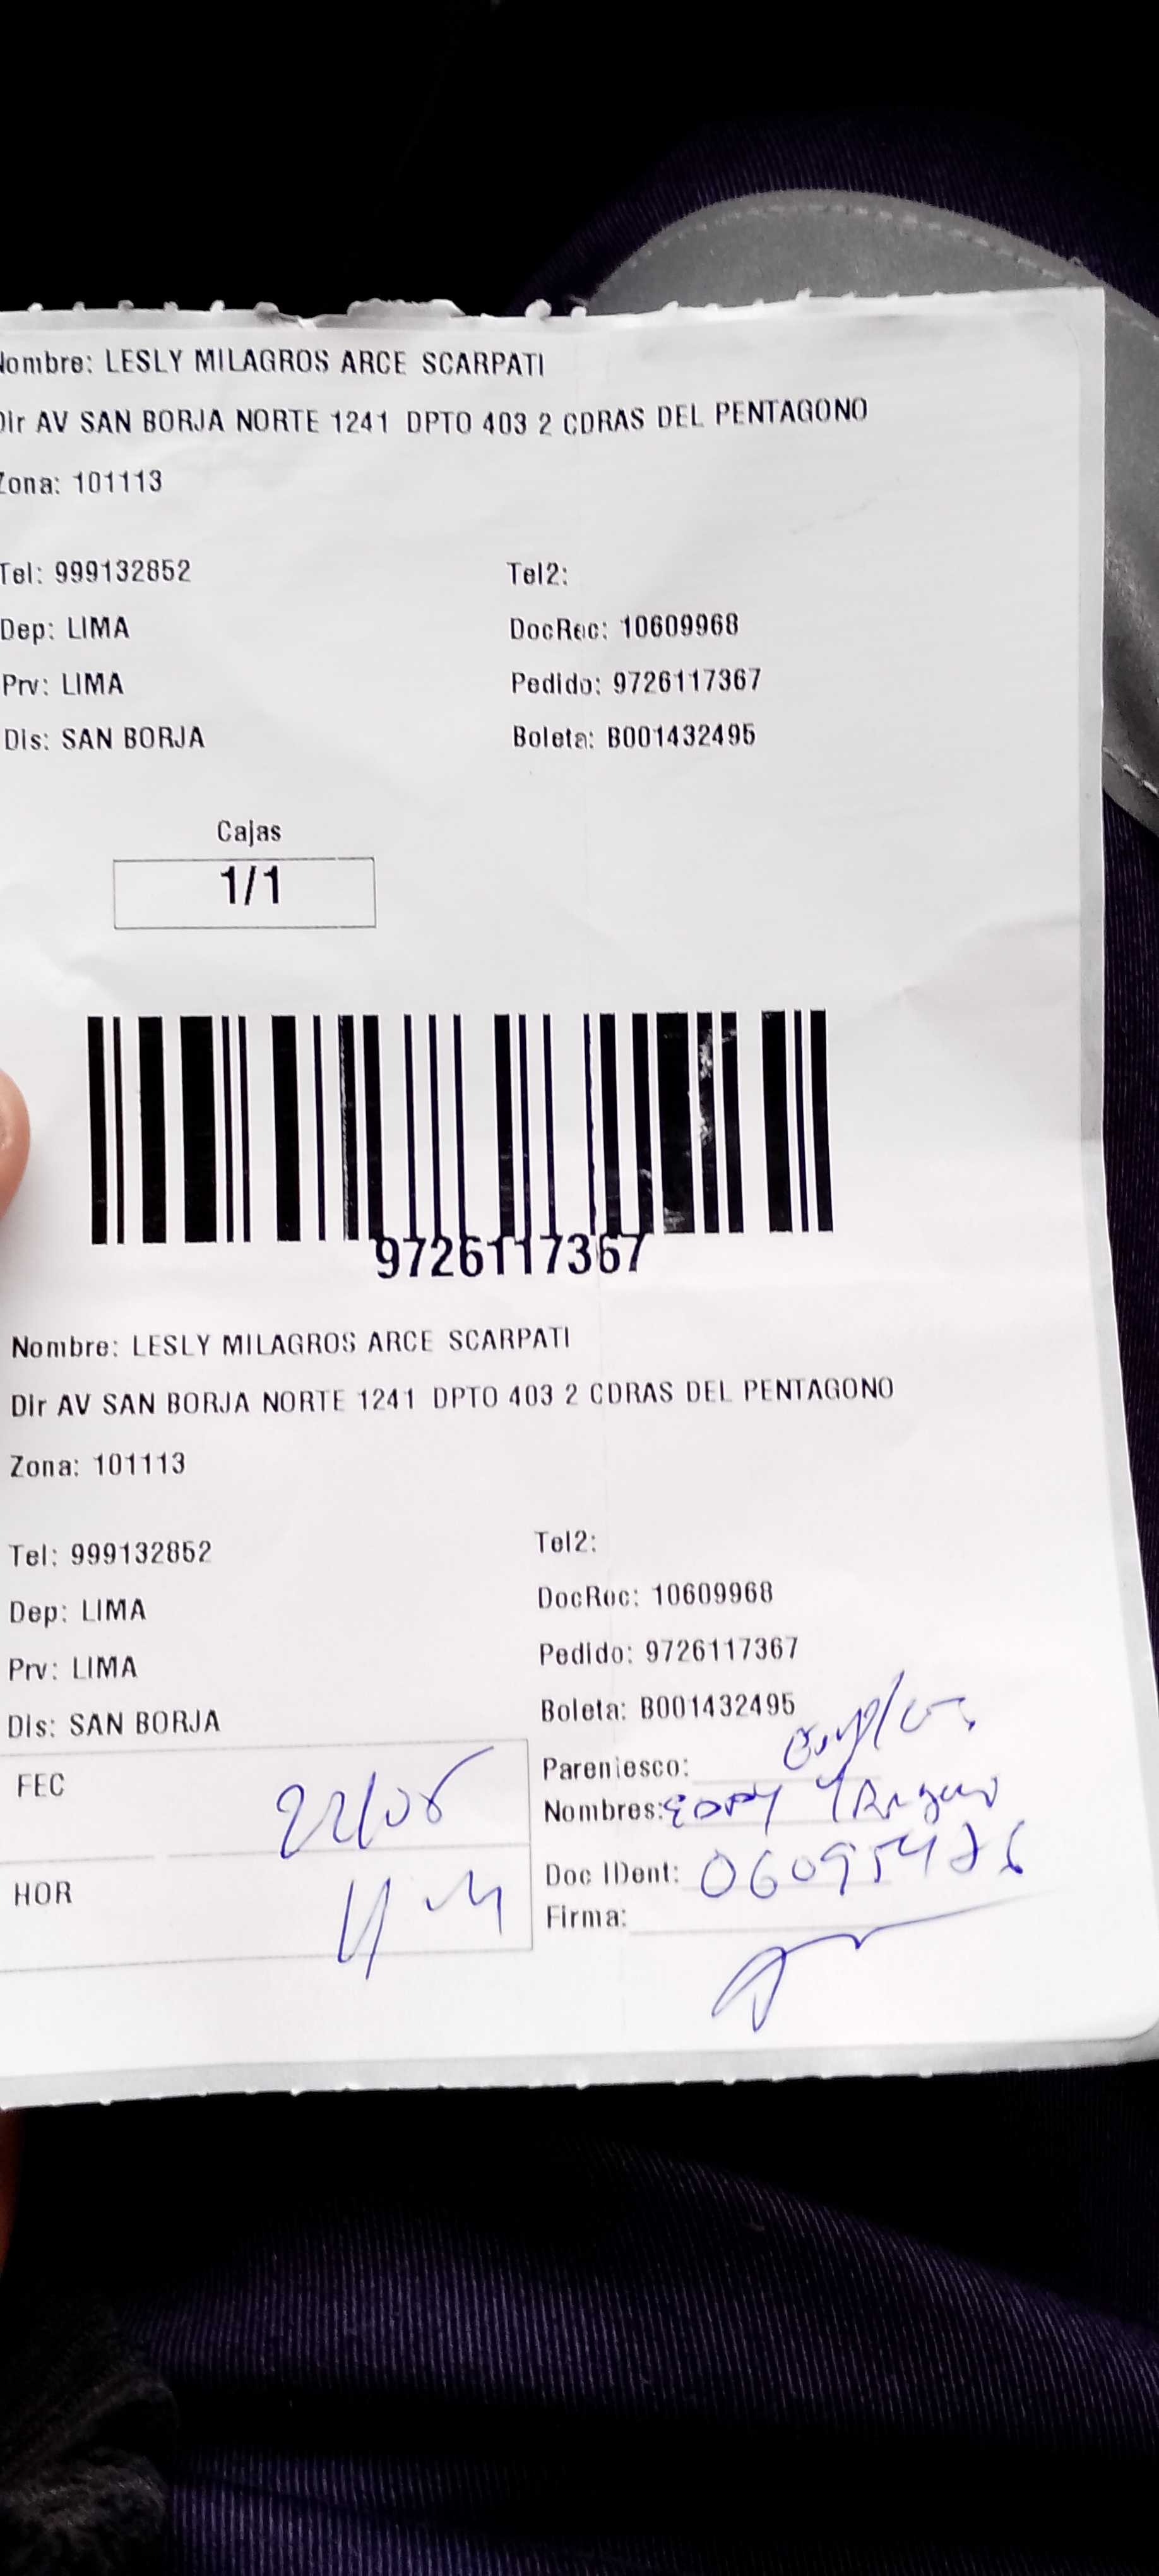 Nombre: LESLY MILAGROS ARCE SCARPATI
Dir AV SAN BORJA NORTE 1241 DPTO 403 2 CDRAS DEL PENTAGONO
Zona: 101113
Tel: 999132852 Tel2:
Dep: LIMA DocRec: 10609968
Prv: LIMA Pedido: 9726117367
Dis: SAN BORJA Boleta: B001432495
Cajas
1/1
9726117367
Nombre: LESLY MILAGROS ARCE SCARPATI
Dir AV SAN BORJA NORTE 1241 DPTO 403 2 CDRAS DEL PENTAGONO
Zona: 101113
Tel: 999132852 Tel2:
Dep: LIMA DocRec: 10609968
Prv: LIMA Pedido: 9726117367
Dis: SAN BORJA Boleta: B001432495
FEC 22/05 Parentesco:
Nombres: EDDY
HOR Doc IDent:
Firma: